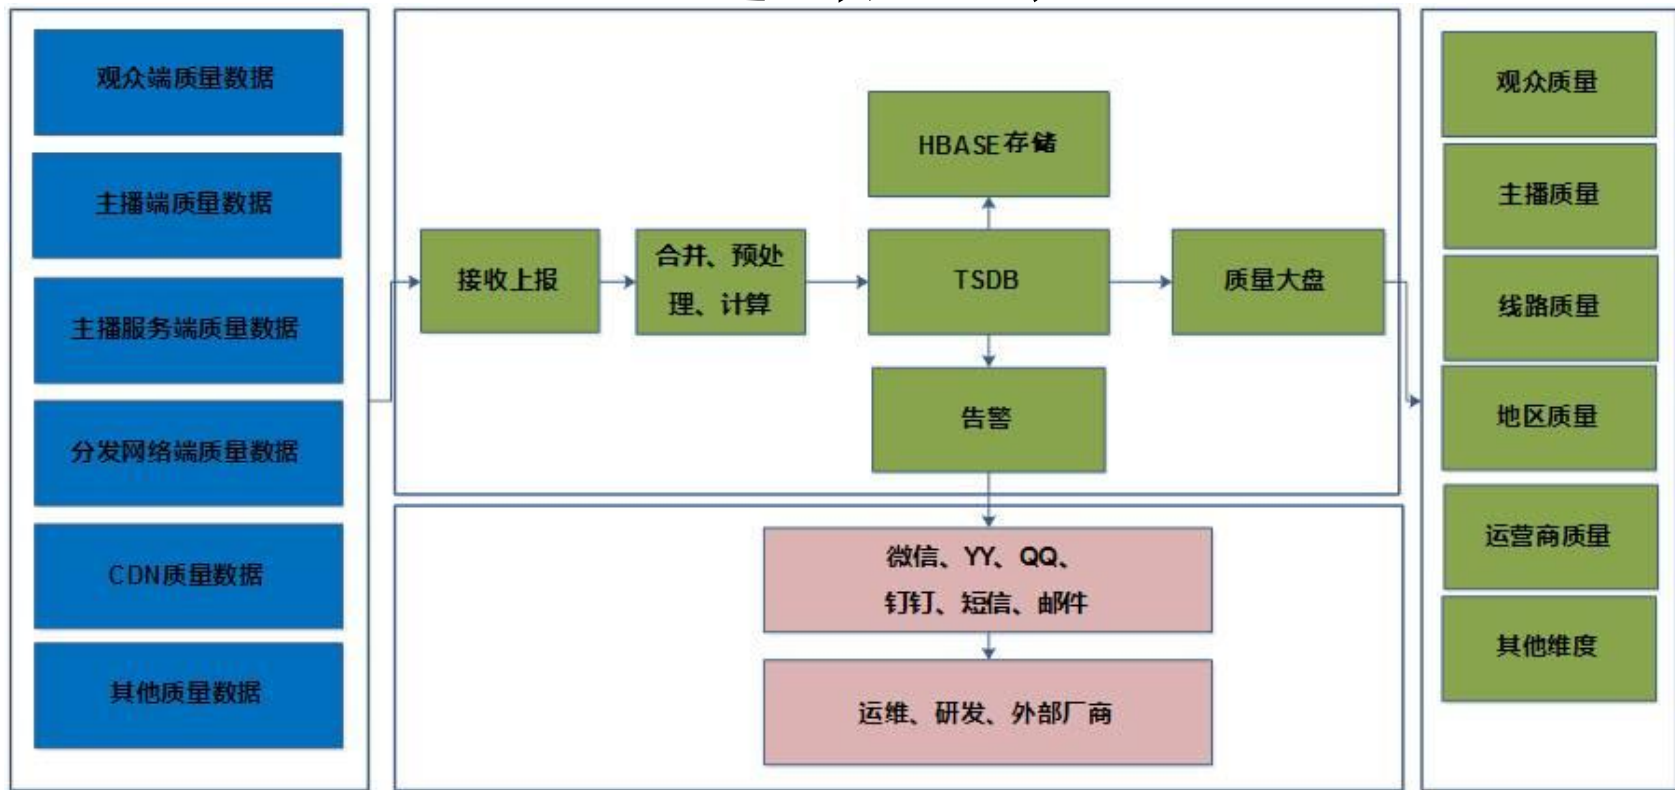 观众端质量数据
主播端质量数据
主播服务端质量数据
分发网络端质量数据
CDN质量数据
其他质量数据
接收上报
合并、预处
理、计算
HBASE存储
TSDB
告警
质量大盘
微信、YY、QQ、
钉钉、短信、邮件
运维、研发、外部厂商
观众质量
主播质量
线路质量
地区质量
运营商质量
其他维度